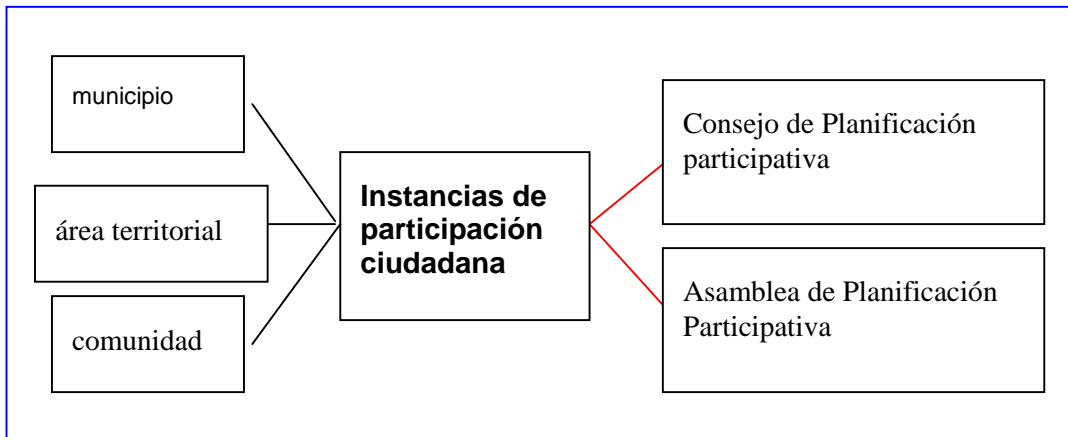 municipio
área territorial
comunidad
Instancias de
participación
ciudadana
Consejo de Planificación
participativa
Asamblea de Planificación
Participativa